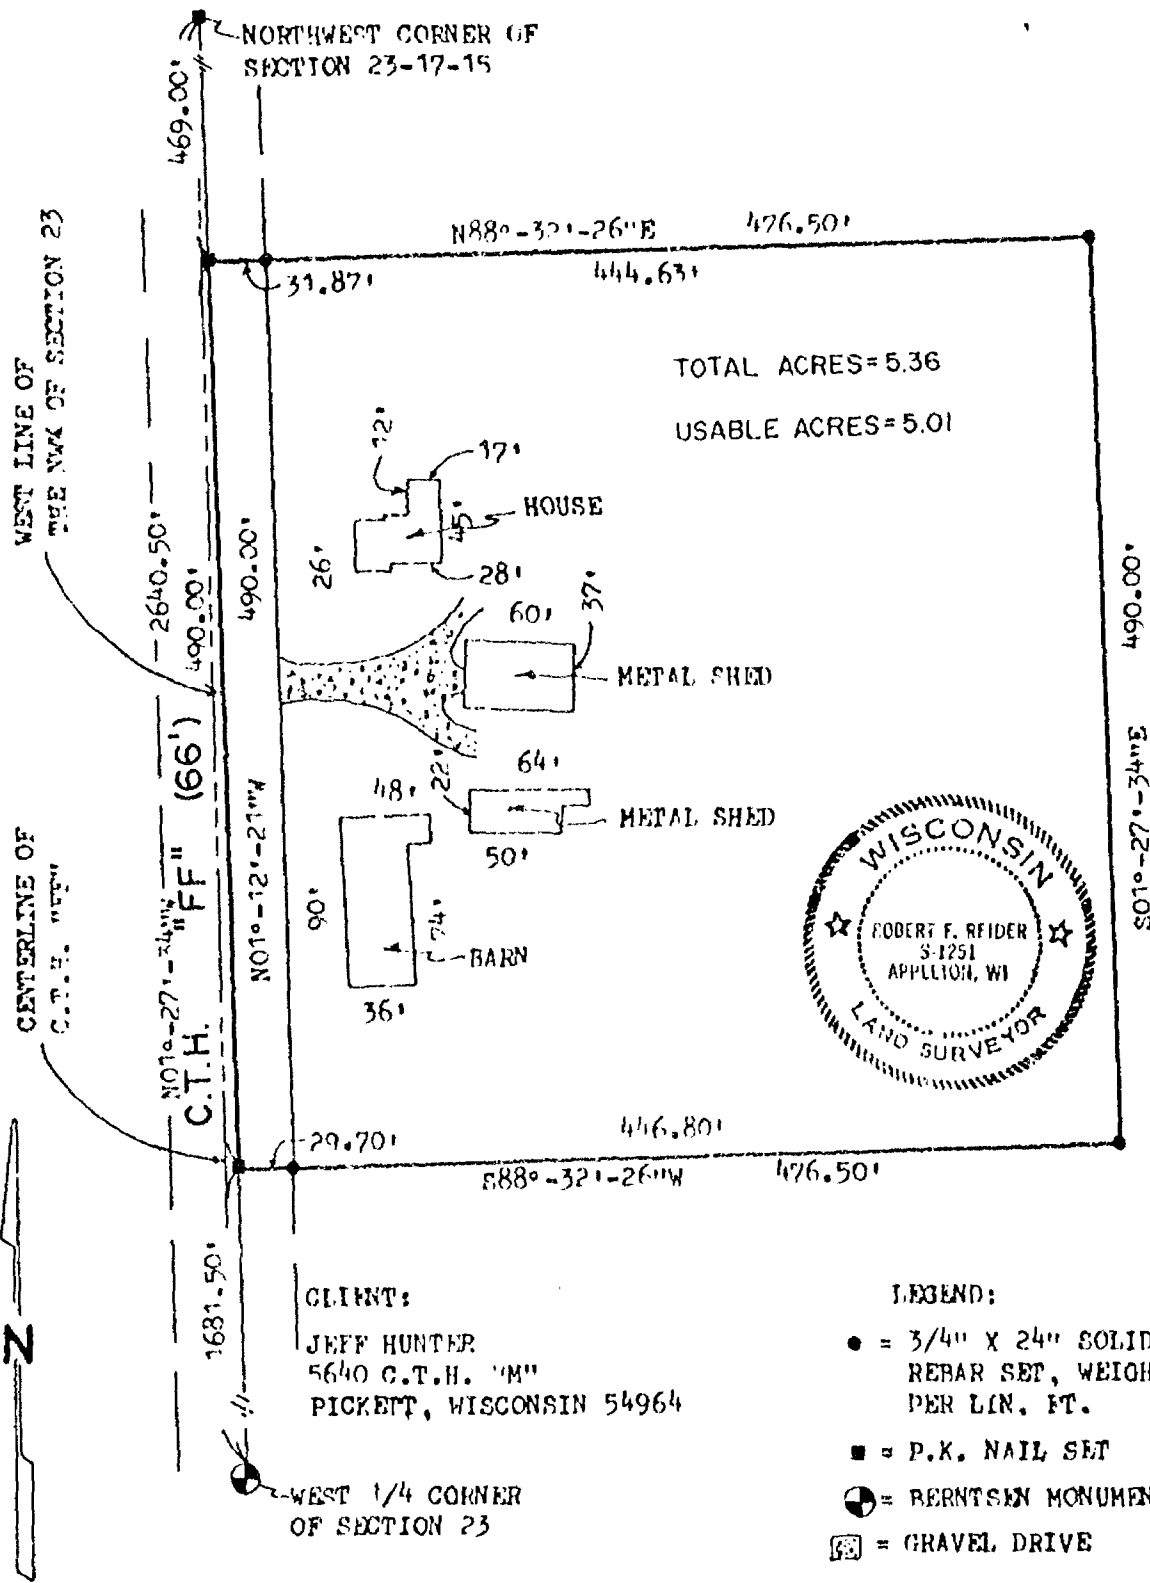 NORTHWEST CORNER OF
SECTION 23-17-15
469.00'
WEST LINE OF
THE NW¼ OF SECTION 23
N88°-32'-26"E 476.50'
31.87'
444.63'
TOTAL ACRES=5.36
USABLE ACRES=5.01
12'
17'
HOUSE
45'
26'
28'
2640.50'
490.00'
490.00'
60'
37'
METAL SHED
490.00'
S01°-27'-34"E
C.T.H. "FF" (66')
N01°-27'-34"W
N01°-12'-21"W
22'
64'
METAL SHED
50'
48'
90'
74'
BARN
36'
WISCONSIN
ROBERT F. REIDER
S-1251
APPLETON, WI
LAND SURVEYOR
CENTERLINE OF
C.T.H. "FF"
29.70'
446.80'
S88°-32'-26"W 476.50'
1681.50'
N
CLIENT:
JEFF HUNTER
5640 C.T.H. "M"
PICKETT, WISCONSIN 54964
WEST 1/4 CORNER
OF SECTION 23
LEGEND:
= 3/4" X 24" SOLID
REBAR SET, WEIGH
PER LIN. FT.
= P.K. NAIL SET
= BERNTSEN MONUMEN
= GRAVEL DRIVE